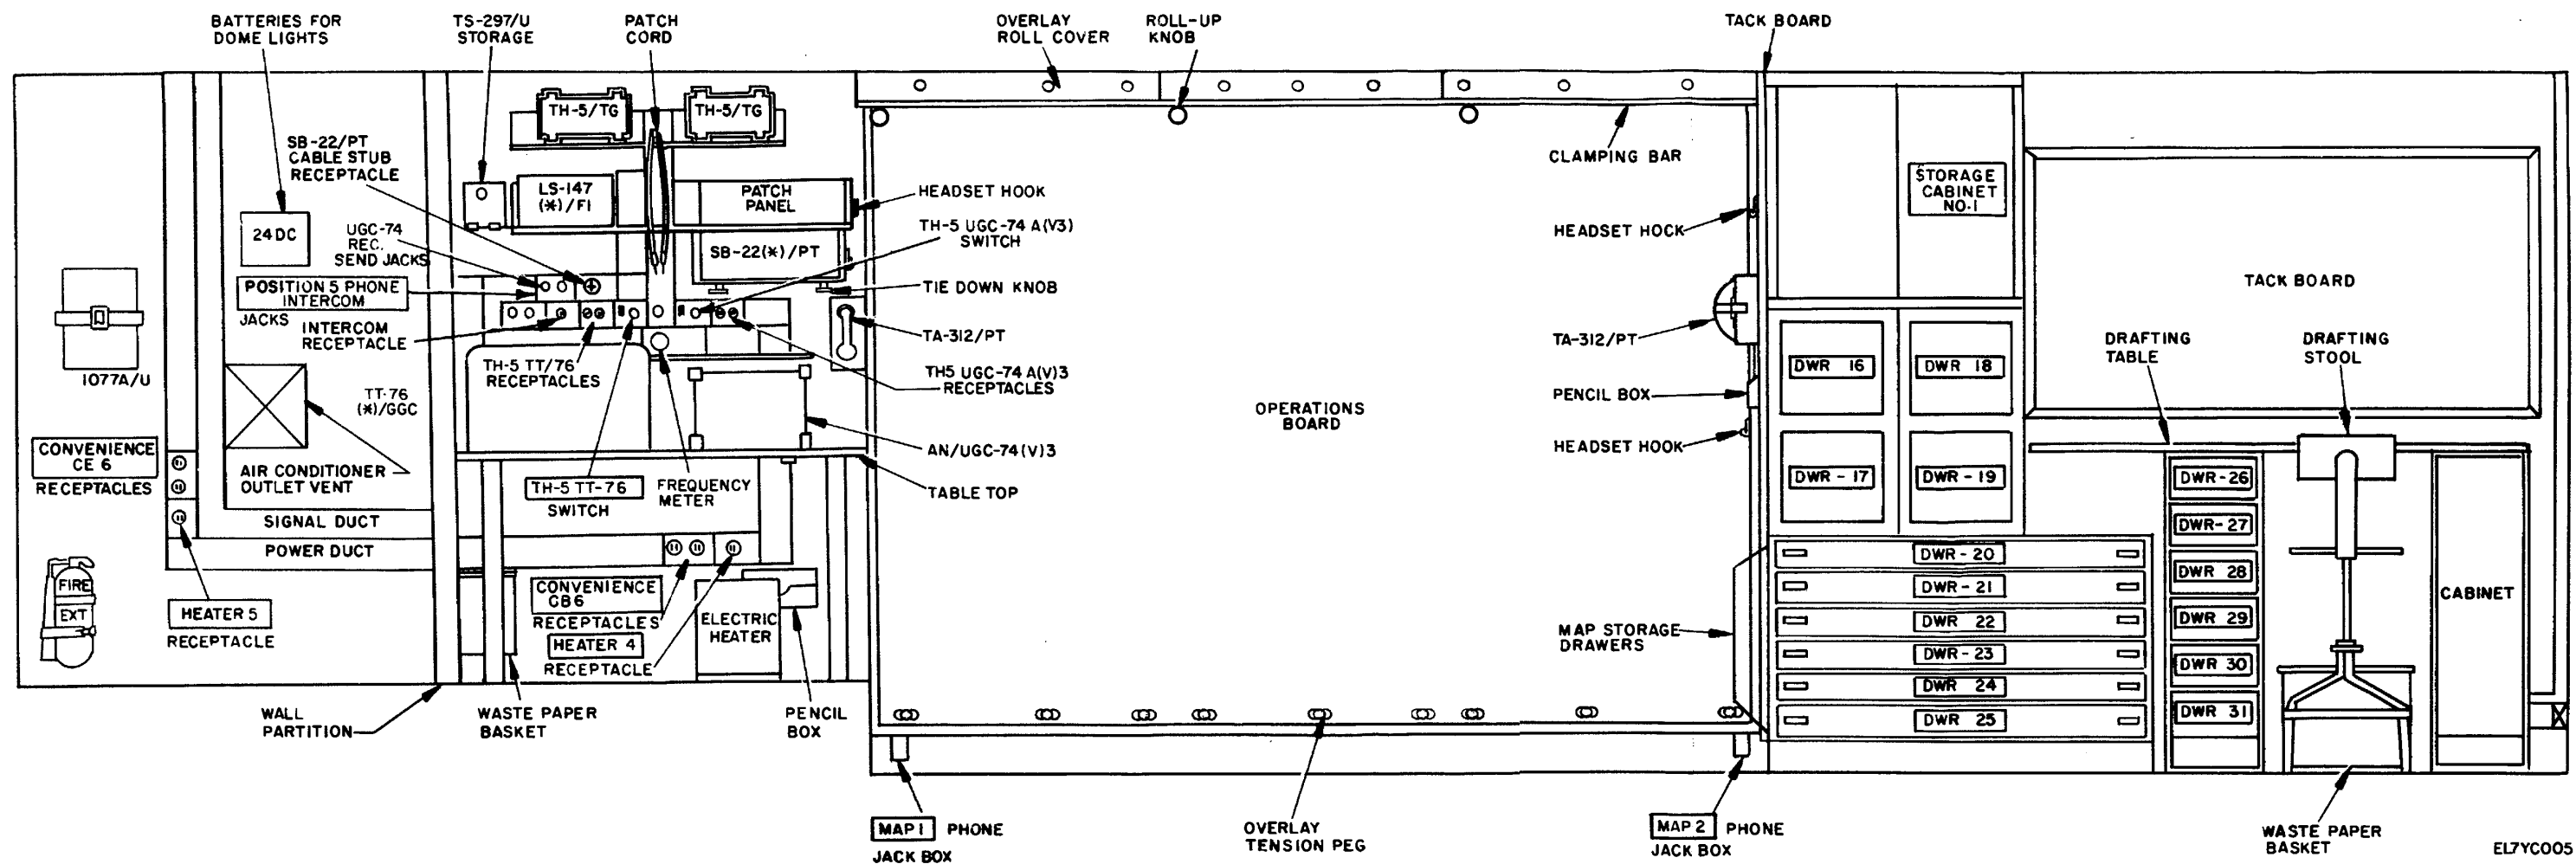 BATTERIES FOR
DOME LIGHTS
TS-297/U
STORAGE
PATCH
CORD
OVERLAY
ROLL COVER
ROLL-UP
KNOB
TACK BOARD
TH-5/TG
TH-5/TG
SB-22/PT
CABLE STUB
RECEPTACLE
CLAMPING BAR
LS-147
(*)/FI
PATCH
PANEL
HEADSET HOOK
STORAGE
CABINET
NO.1
24 DC
UGC-74
REC.
SEND JACKS
TH-5 UGC-74 A(V3)
SWITCH
HEADSET HOCK
SB-22(*)/PT
POSITION 5 PHONE
INTERCOM
JACKS
TIE DOWN KNOB
TACK BOARD
INTERCOM
RECEPTACLE
TA-312/PT
TA-312/PT
DRAFTING
TABLE
DRAFTING
STOOL
1077A/U
TH-5 TT/76
RECEPTACLES
TH5 UGC-74 A(V)3
RECEPTACLES
DWR 16
DWR 18
TT-76
(*)/GGC
PENCIL BOX
OPERATIONS
BOARD
CONVENIENCE
CE 6
RECEPTACLES
AN/UGC-74(V)3
HEADSET HOOK
AIR CONDITIONER
OUTLET VENT
TH-5 TT-76
SWITCH
FREQUENCY
METER
TABLE TOP
DWR - 17
DWR - 19
DWR-26
SIGNAL DUCT
DWR- 27
POWER DUCT
DWR - 20
DWR 28
FIRE
EXT
HEATER 5
RECEPTACLE
CONVENIENCE
CB6
RECEPTACLES
HEATER 4
RECEPTACLE
ELECTRIC
HEATER
DWR - 21
CABINET
MAP STORAGE
DRAWERS
DWR 22
DWR 29
DWR - 23
DWR 30
DWR 24
DWR 25
DWR 31
WALL
PARTITION
WASTE PAPER
BASKET
PENCIL
BOX
MAP 1 PHONE
JACK BOX
OVERLAY
TENSION PEG
MAP 2 PHONE
JACK BOX
WASTE PAPER
BASKET
EL7YC005